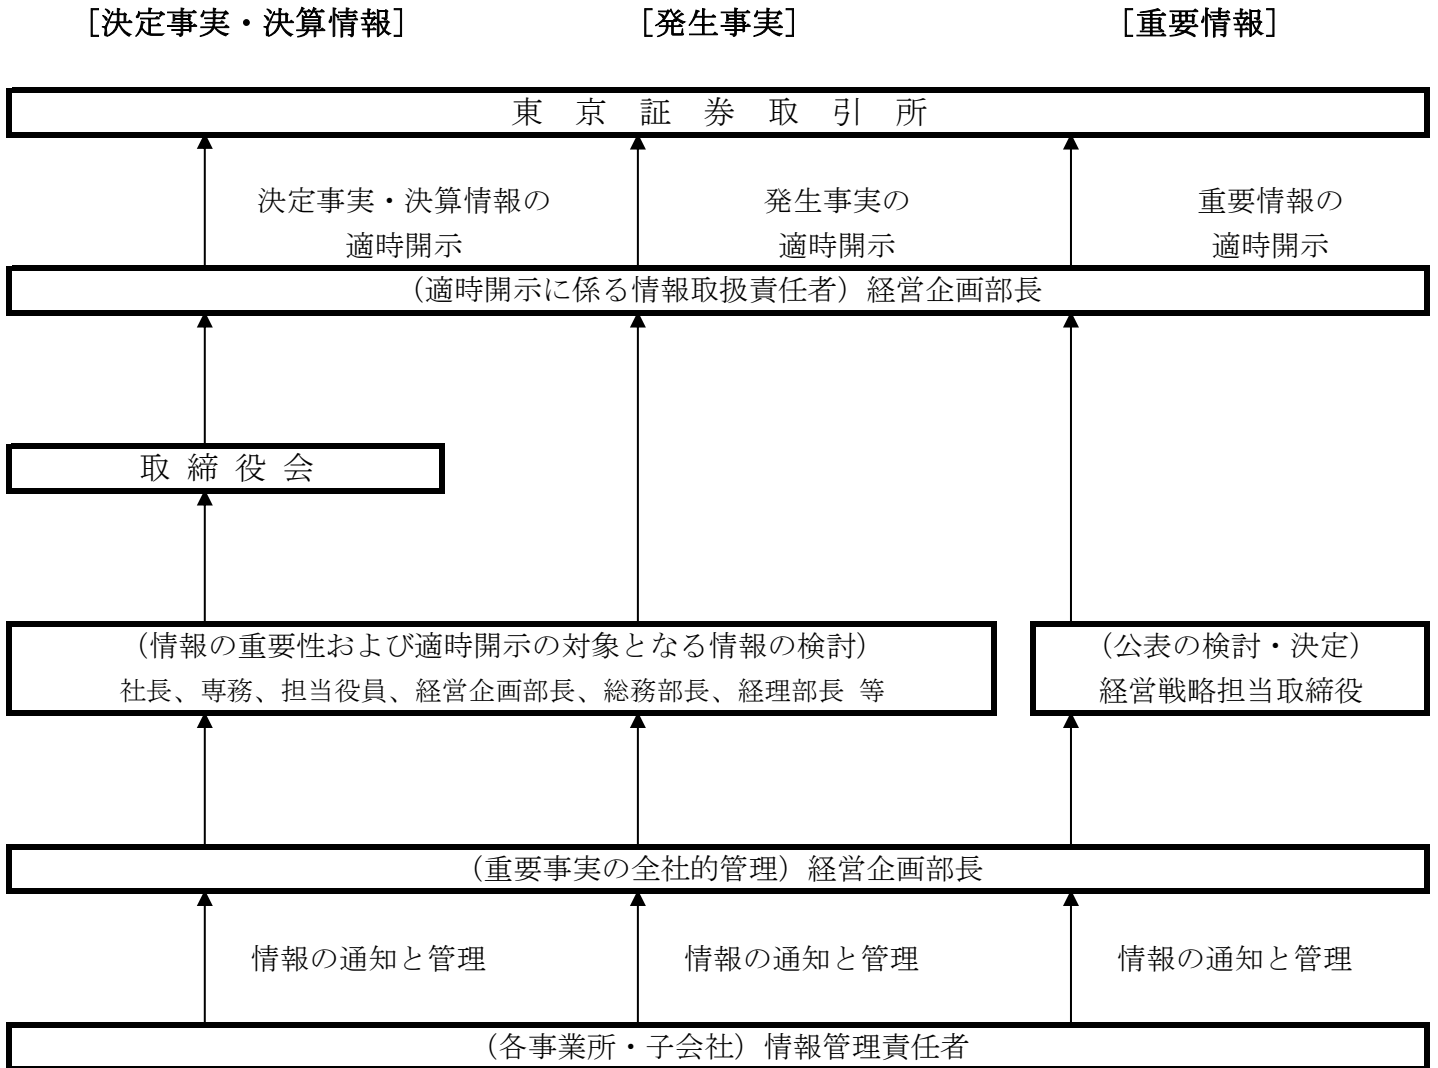 [決定事実・決算情報] [発生事実] [重要情報]
東京証券取引所
決定事実・決算情報の 発生事実の 重要情報の
適時開示 適時開示 適時開示
(適時開示に係る情報取扱責任者)経営企画部長
取締役会
(情報の重要性および適時開示の対象となる情報の検討) (公表の検討・決定)
社長、専務、担当役員、経営企画部長、総務部長、経理部長 等 経営戦略担当取締役
(重要事実の全社的管理)経営企画部長
情報の通知と管理 情報の通知と管理 情報の通知と管理
(各事業所・子会社)情報管理責任者